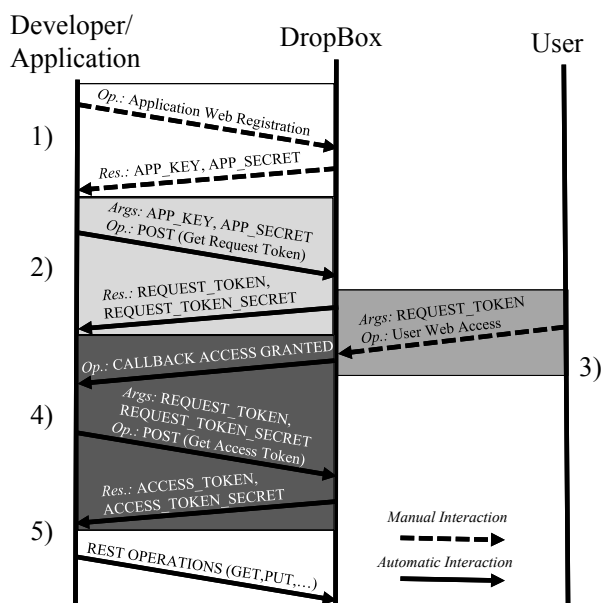 Developer/
Application
DropBox
User
1)
Op.: Application Web Registration
Res.: APP_KEY, APP_SECRET
2)
Args: APP_KEY, APP_SECRET
Op.: POST (Get Request Token)
Res.: REQUEST_TOKEN,
REQUEST_TOKEN_SECRET
Args: REQUEST_TOKEN
Op.: User Web Access
3)
Op.: CALLBACK ACCESS GRANTED
4)
Args: REQUEST_TOKEN,
REQUEST_TOKEN_SECRET
Op.: POST (Get Access Token)
Res.: ACCESS_TOKEN,
ACCESS_TOKEN_SECRET
5)
REST OPERATIONS (GET,PUT,…)
Manual Interaction
Automatic Interaction